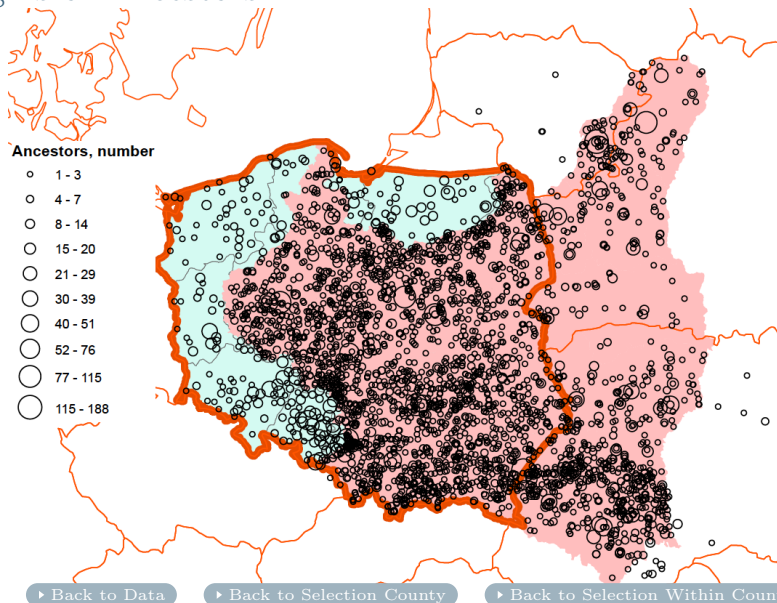 Ancestors, number
1 - 3
4 - 7
8 - 14
15 - 20
21 - 29
30 - 39
40 - 51
52 - 76
77 - 115
115 - 188
Back to Data
Back to Selection County
Back to Selection Within